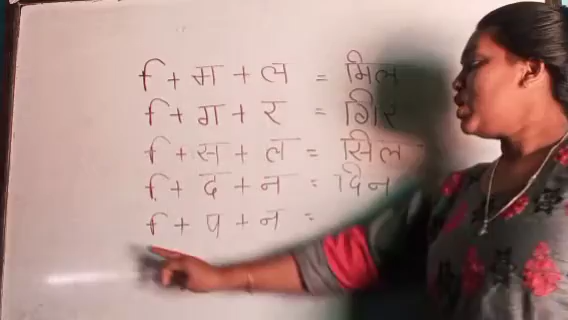 ि + म + ल = मिल
ि + ग + र = गिर
ि + स + ल = सिल
ि + द + न = दिन
ि + प + न =